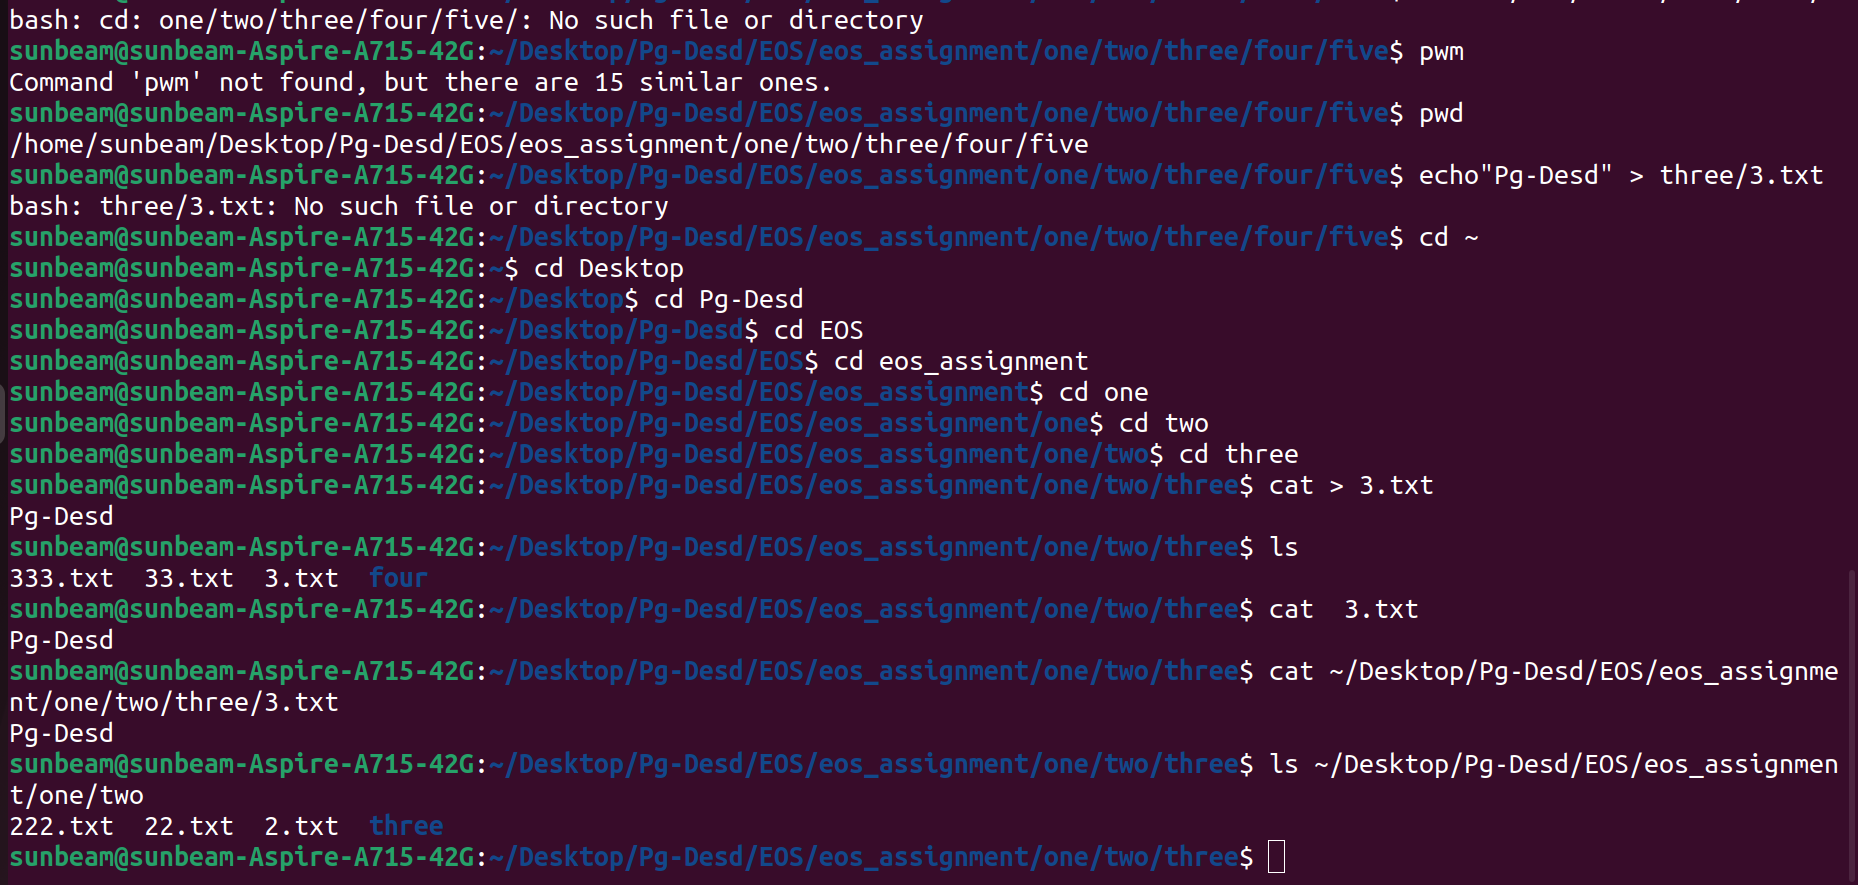 bash: cd: one/two/three/four/five/: No such file or directory
sunbeam@sunbeam-Aspire-A715-42G:~/Desktop/Pg-Desd/EOS/eos_assignment/one/two/three/four/five$ pwm
Command 'pwm' not found, but there are 15 similar ones.
sunbeam@sunbeam-Aspire-A715-42G:~/Desktop/Pg-Desd/EOS/eos_assignment/one/two/three/four/five$ pwd
/home/sunbeam/Desktop/Pg-Desd/EOS/eos_assignment/one/two/three/four/five
sunbeam@sunbeam-Aspire-A715-42G:~/Desktop/Pg-Desd/EOS/eos_assignment/one/two/three/four/five$ echo"Pg-Desd" > three/3.txt
bash: three/3.txt: No such file or directory
sunbeam@sunbeam-Aspire-A715-42G:~/Desktop/Pg-Desd/EOS/eos_assignment/one/two/three/four/five$ cd ~
sunbeam@sunbeam-Aspire-A715-42G:~$ cd Desktop
sunbeam@sunbeam-Aspire-A715-42G:~/Desktop$ cd Pg-Desd
sunbeam@sunbeam-Aspire-A715-42G:~/Desktop/Pg-Desd$ cd EOS
sunbeam@sunbeam-Aspire-A715-42G:~/Desktop/Pg-Desd/EOS$ cd eos_assignment
sunbeam@sunbeam-Aspire-A715-42G:~/Desktop/Pg-Desd/EOS/eos_assignment$ cd one
sunbeam@sunbeam-Aspire-A715-42G:~/Desktop/Pg-Desd/EOS/eos_assignment/one$ cd two
sunbeam@sunbeam-Aspire-A715-42G:~/Desktop/Pg-Desd/EOS/eos_assignment/one/two$ cd three
sunbeam@sunbeam-Aspire-A715-42G:~/Desktop/Pg-Desd/EOS/eos_assignment/one/two/three$ cat > 3.txt
Pg-Desd
sunbeam@sunbeam-Aspire-A715-42G:~/Desktop/Pg-Desd/EOS/eos_assignment/one/two/three$ ls
333.txt  33.txt  3.txt  four
sunbeam@sunbeam-Aspire-A715-42G:~/Desktop/Pg-Desd/EOS/eos_assignment/one/two/three$ cat  3.txt
Pg-Desd
sunbeam@sunbeam-Aspire-A715-42G:~/Desktop/Pg-Desd/EOS/eos_assignment/one/two/three$ cat ~/Desktop/Pg-Desd/EOS/eos_assignme
nt/one/two/three/3.txt
Pg-Desd
sunbeam@sunbeam-Aspire-A715-42G:~/Desktop/Pg-Desd/EOS/eos_assignment/one/two/three$ ls ~/Desktop/Pg-Desd/EOS/eos_assignmen
t/one/two
222.txt  22.txt  2.txt  three
sunbeam@sunbeam-Aspire-A715-42G:~/Desktop/Pg-Desd/EOS/eos_assignment/one/two/three$